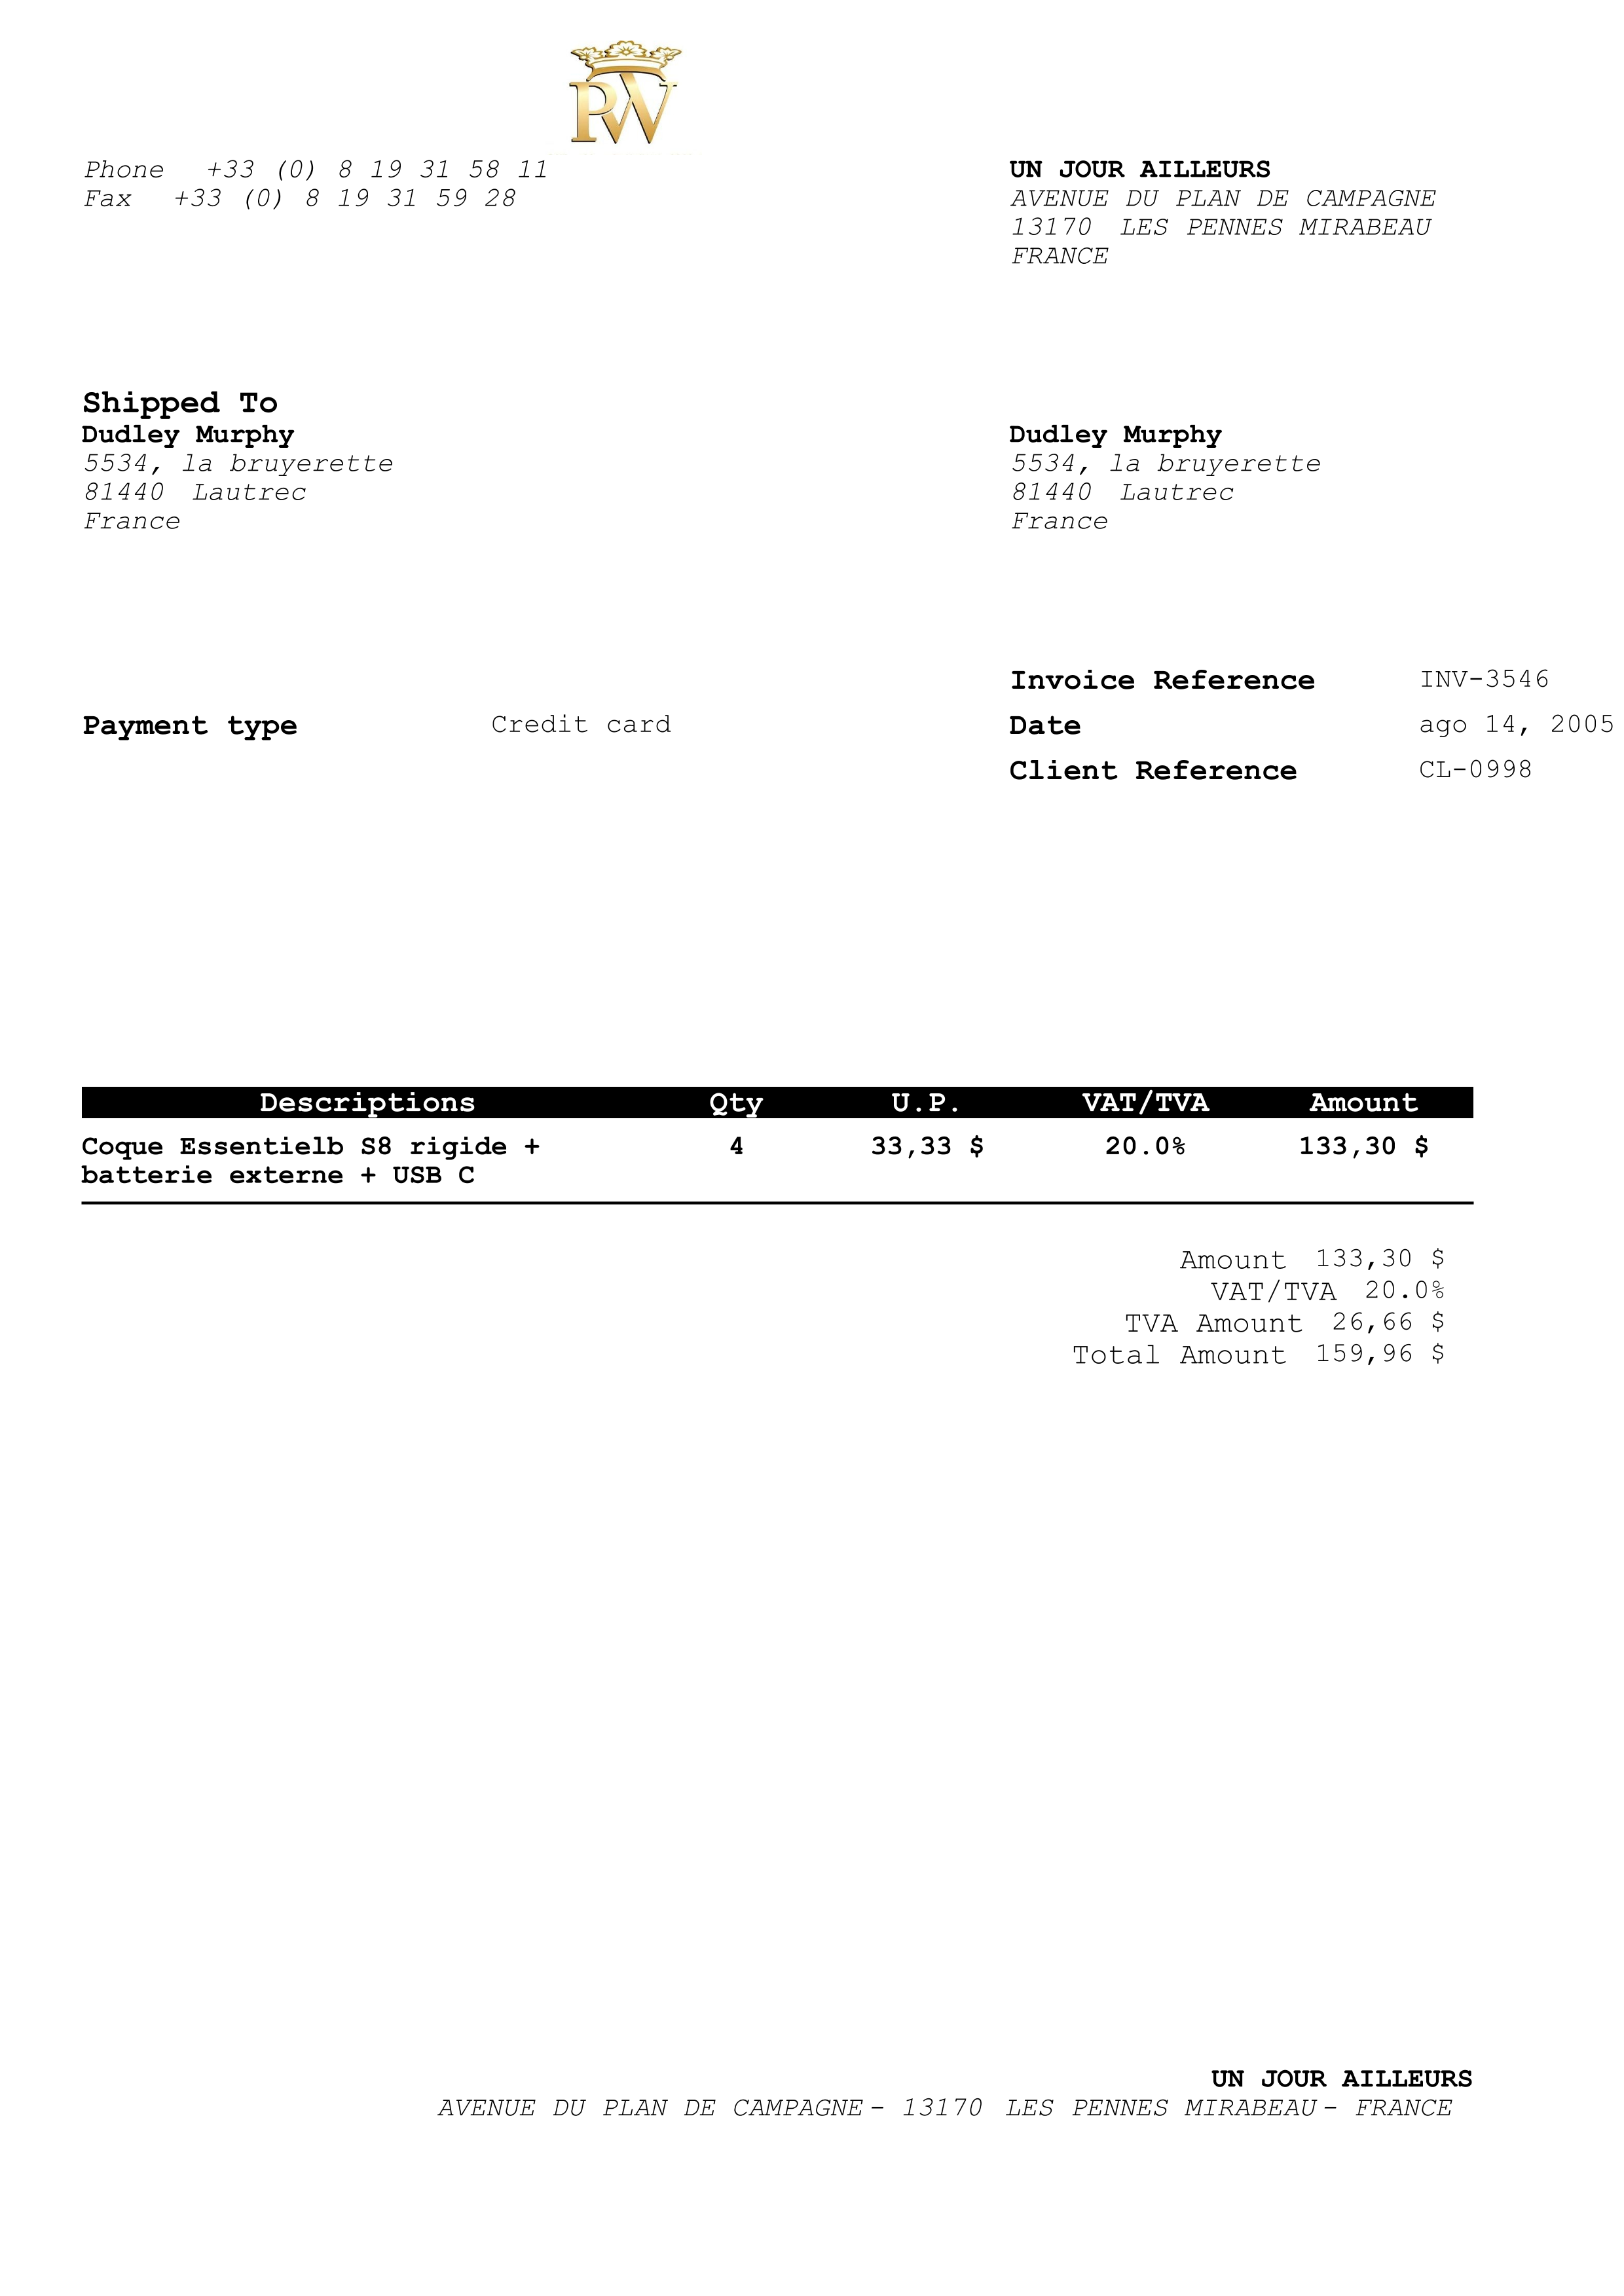 RW
Phone +33 (0) 8 19 31 58 11
Fax +33 (0) 8 19 31 59 28
UN JOUR AILLEURS
AVENUE DU PLAN DE CAMPAGNE
13170 LES PENNES MIRABEAU
FRANCE
Shipped To
Dudley Murphy
5534, la bruyerette
81440 Lautrec
France
Dudley Murphy
5534, la bruyerette
81440 Lautrec
France
Payment type Credit card
Invoice Reference INV-3546
Date ago 14, 2005
Client Reference CL-0998
Descriptions Qty U.P. VAT/TVA Amount
Coque Essentielb S8 rigide + 4 33,33 $ 20.0% 133,30 $
batterie externe + USB C
Amount 133,30 $
VAT/TVA 20.0%
TVA Amount 26,66 $
Total Amount 159,96 $
UN JOUR AILLEURS
AVENUE DU PLAN DE CAMPAGNE - 13170 LES PENNES MIRABEAU - FRANCE